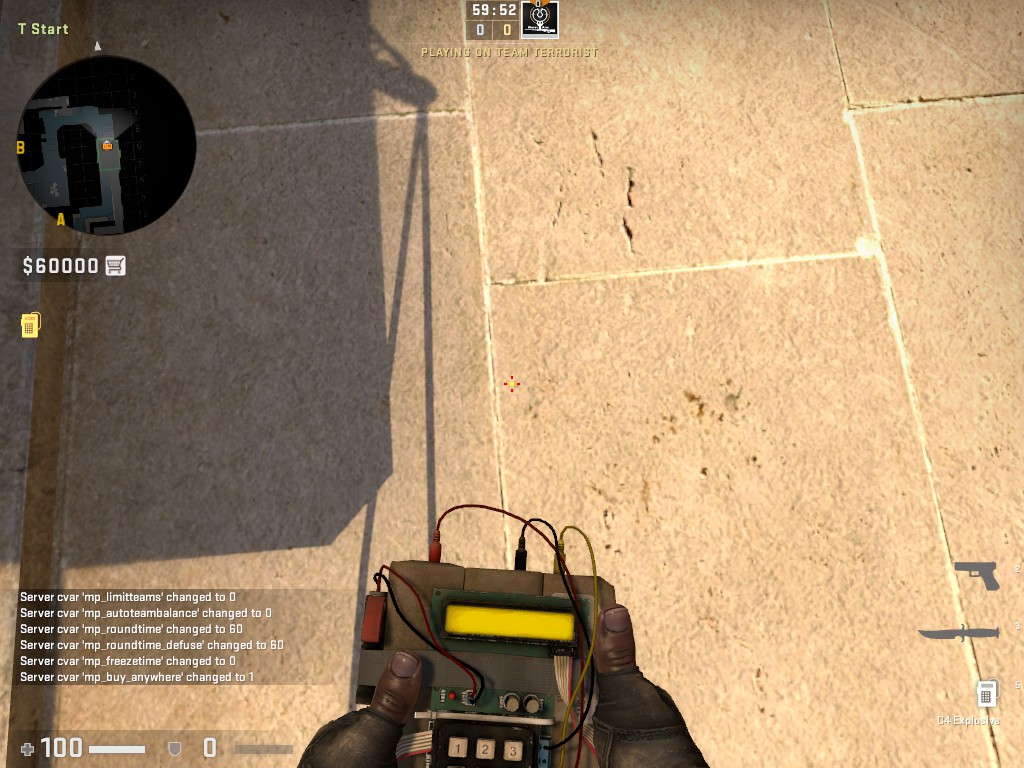 T Start
59:52
0 0
0
PLAYING ON TEAM TERRORIST
B
A
$60000
Server cvar 'mp_limitteams' changed to 0
Server cvar 'mp_autoteambalance' changed to 0
Server cvar 'mp_roundtime' changed to 60
Server cvar 'mp_roundtime_defuse' changed to 60
Server cvar 'mp_freezetime' changed to 0
Server cvar 'mp_buy_anywhere' changed to 1
100
0
1 2 3
2
3
5
C4 Explosive